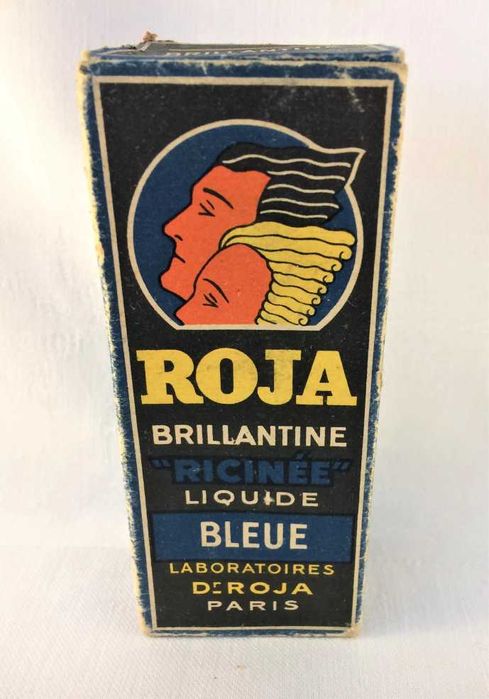 ROJA
BRILLANTINE
"RICINÉE"
LIQUIDE
BLEUE
LABORATOIRES
Dr ROJA
PARIS